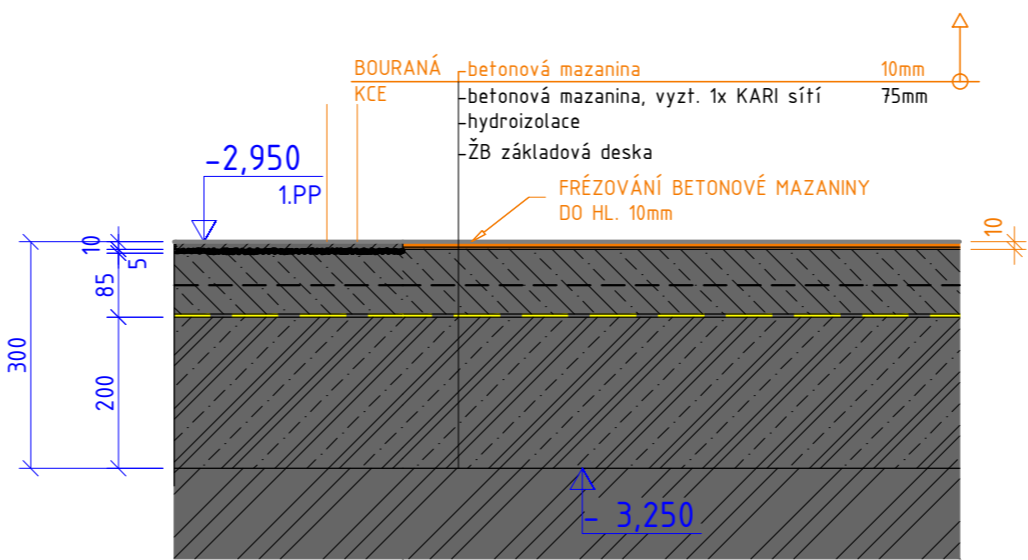 BOURANÁ betonová mazanina 10mm
KCE betonová mazanina, vyzt. 1x KARI sítí 75mm
hydroizolace
ŽB základová deska
-2,950
1.PP
FRÉZOVÁNÍ BETONOVÉ MAZANINY
DO HL. 10mm
10
10
5
85
300
200
- 3,250